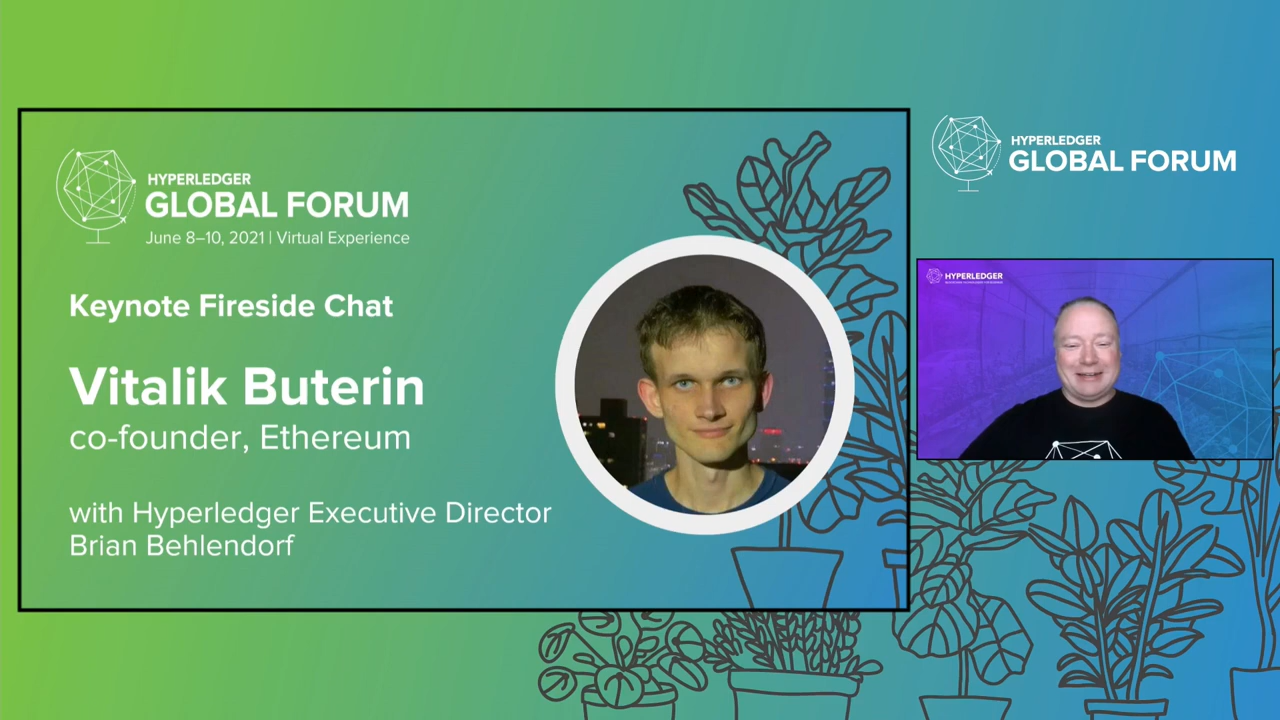 HYPERLEDGER
GLOBAL FORUM
June 8–10, 2021 | Virtual Experience
Keynote Fireside Chat
Vitalik Buterin
co-founder, Ethereum
with Hyperledger Executive Director
Brian Behlendorf
HYPERLEDGER
GLOBAL FORUM
HYPERLEDGER